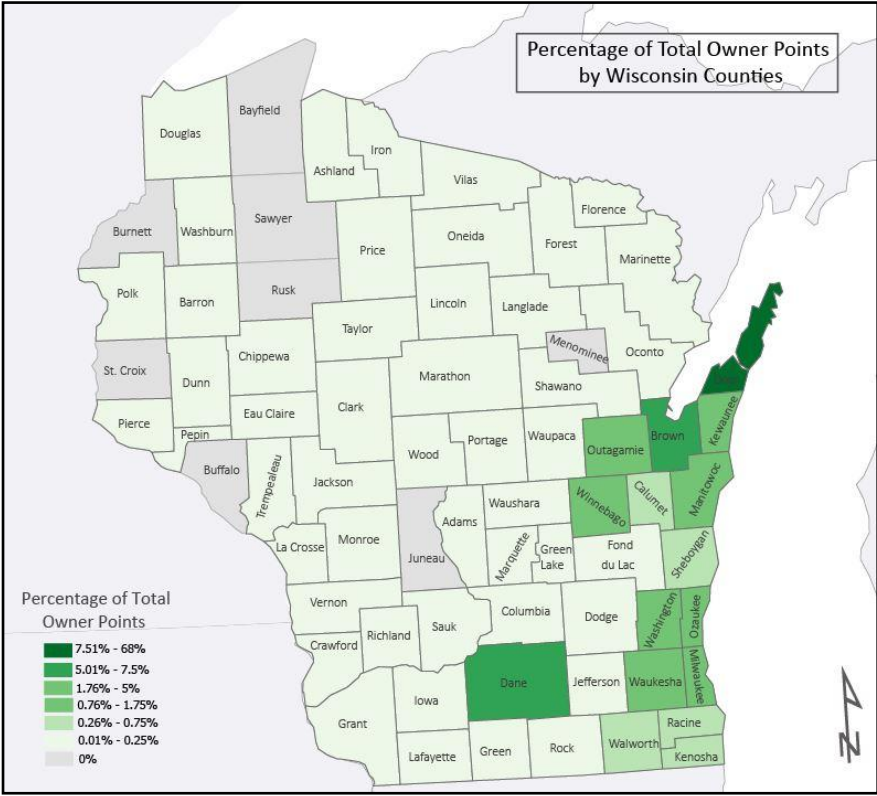 Percentage of Total Owner Points
by Wisconsin Counties
Bayfield
Douglas
Iron
Ashland
Vilas
Florence
Burnett
Washburn
Sawyer
Price
Oneida
Forest
Marinette
Polk
Barron
Rusk
Lincoln
Langlade
Taylor
Menominee
Oconto
Chippewa
St. Croix
Dunn
Marathon
Shawano
Door
Clark
Eau Claire
Pierce
Pepin
Kewaunee
Wood
Portage
Waupaca
Outagamie
Brown
Buffalo
Trempealeau
Jackson
Manitowoc
Waushara
Winnebago
Calumet
Adams
La Crosse
Monroe
Juneau
Marquette
Green
Lake
Fond
du Lac
Sheboygan
Vernon
Columbia
Dodge
Washington
Ozaukee
Sauk
Richland
Crawford
Dane
Jefferson
Waukesha
Milwaukee
Iowa
Grant
Racine
Lafayette
Green
Rock
Walworth
Kenosha
Percentage of Total
Owner Points
7.51% - 68%
5.01% - 7.5%
1.76% - 5%
0.76% - 1.75%
0.26% - 0.75%
0.01% - 0.25%
0%
N